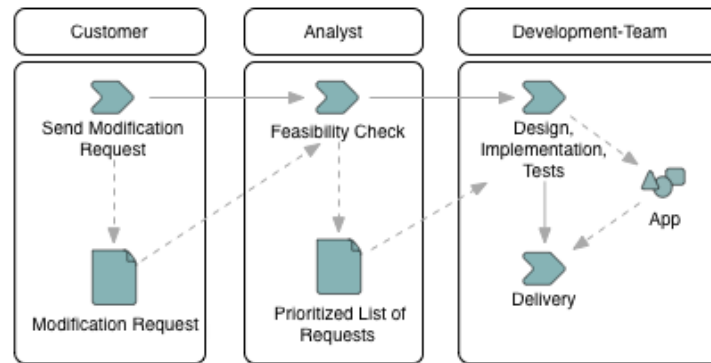 Customer
Analyst
Development-Team
Send Modification
Request
Feasibility Check
Design,
Implementation,
Tests
App
Modification Request
Prioritized List of
Requests
Delivery